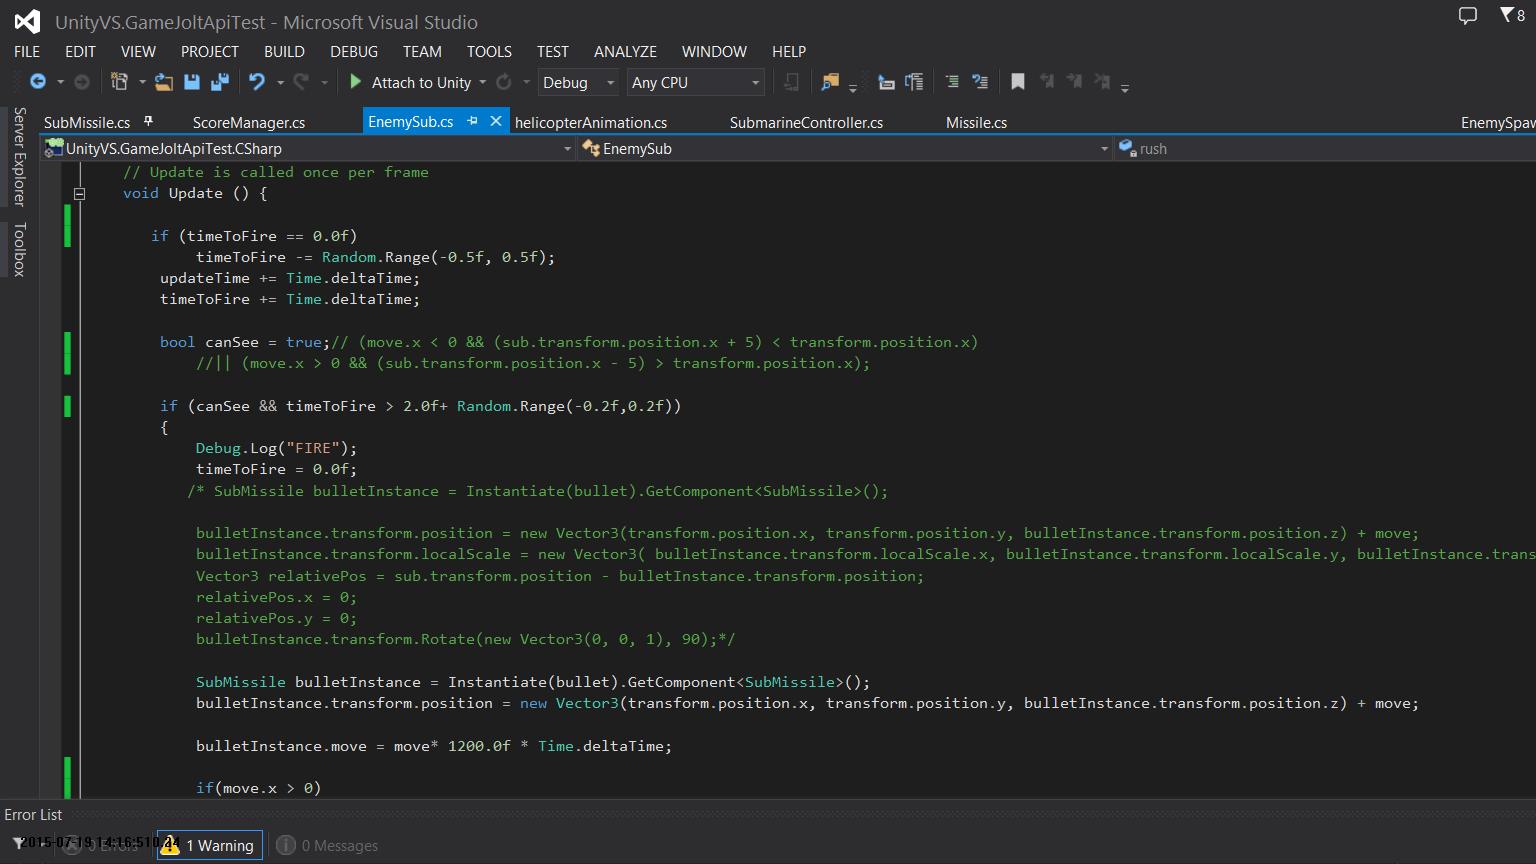 UnityVS.GameJoltApiTest - Microsoft Visual Studio
8
FILE EDIT VIEW PROJECT BUILD DEBUG TEAM TOOLS TEST ANALYZE WINDOW HELP
Attach to Unity Debug Any CPU
Server Explorer
Toolbox
SubMissile.cs ScoreManager.cs EnemySub.cs helicopterAnimation.cs SubmarineController.cs Missile.cs EnemySpaw
UnityVS.GameJoltApiTest.CSharp EnemySub rush
// Update is called once per frame
void Update () {
if (timeToFire == 0.0f)
timeToFire -= Random.Range(-0.5f, 0.5f);
updateTime += Time.deltaTime;
timeToFire += Time.deltaTime;
bool canSee = true;// (move.x < 0 && (sub.transform.position.x + 5) < transform.position.x)
//|| (move.x > 0 && (sub.transform.position.x - 5) > transform.position.x);
if (canSee && timeToFire > 2.0f+ Random.Range(-0.2f,0.2f))
{
Debug.Log("FIRE");
timeToFire = 0.0f;
/* SubMissile bulletInstance = Instantiate(bullet).GetComponent<SubMissile>();
bulletInstance.transform.position = new Vector3(transform.position.x, transform.position.y, bulletInstance.transform.position.z) + move;
bulletInstance.transform.localScale = new Vector3( bulletInstance.transform.localScale.x, bulletInstance.transform.localScale.y, bulletInstance.trans
Vector3 relativePos = sub.transform.position - bulletInstance.transform.position;
relativePos.x = 0;
relativePos.y = 0;
bulletInstance.transform.Rotate(new Vector3(0, 0, 1), 90);*/
SubMissile bulletInstance = Instantiate(bullet).GetComponent<SubMissile>();
bulletInstance.transform.position = new Vector3(transform.position.x, transform.position.y, bulletInstance.transform.position.z) + move;
bulletInstance.move = move* 1200.0f * Time.deltaTime;
if(move.x > 0)
Error List
0 Errors 1 Warning 0 Messages